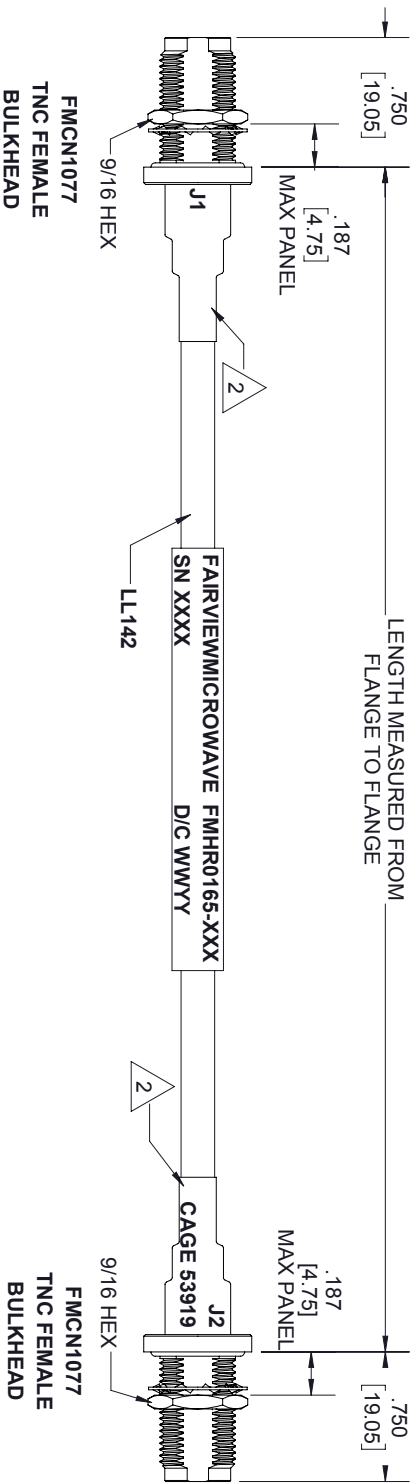 .750
[19.05]
.187
[4.75]
MAX PANEL
LENGTH MEASURED FROM
FLANGE TO FLANGE
.187
[4.75]
MAX PANEL
.750
[19.05]
J1
2
FAIRVIEWMICROWAVE FMHR0165-XXX
SN XXXX D/C WWYY
2
CAGE 53919
J2
9/16 HEX
FMCN1077
TNC FEMALE
BULKHEAD
LL142
9/16 HEX
FMCN1077
TNC FEMALE
BULKHEAD